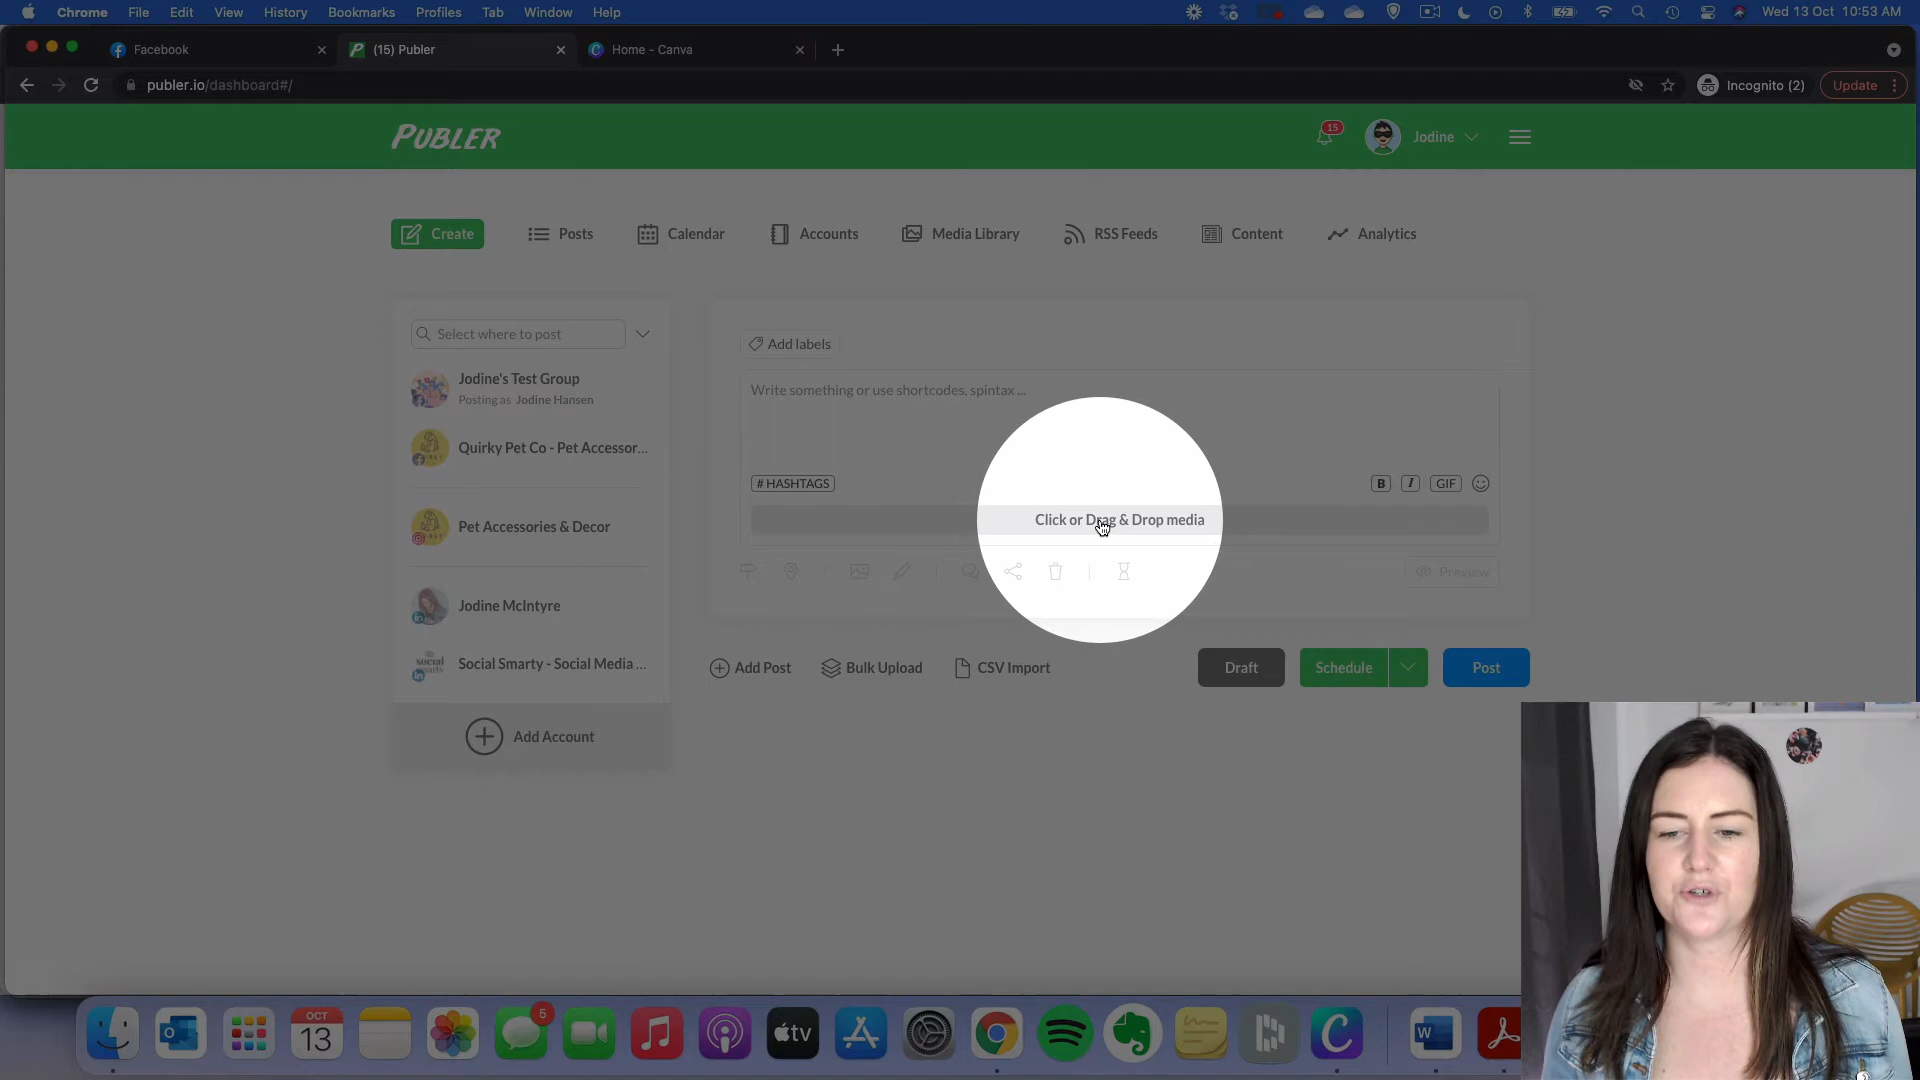 Chrome File Edit View History Bookmarks Profiles Tab Window Help Wed 13 Oct 10:53 AM
Facebook (15) Publer Home - Canva
publer.io/dashboard#/ Incognito (2) Update
PUBLER 15 Jodine
Create Posts Calendar Accounts Media Library RSS Feeds Content Analytics
Select where to post
Jodine's Test Group
Posting as Jodine Hansen
Quirky Pet Co - Pet Accessor...
Pet Accessories & Decor
Jodine McIntyre
Social Smarty - Social Media ...
Add Account
Add labels
Write something or use shortcodes, spintax ...
# HASHTAGS B I GIF
Click or Drag & Drop media
Preview
Add Post Bulk Upload CSV Import Draft Schedule Post
OCT
13
5
tv
W